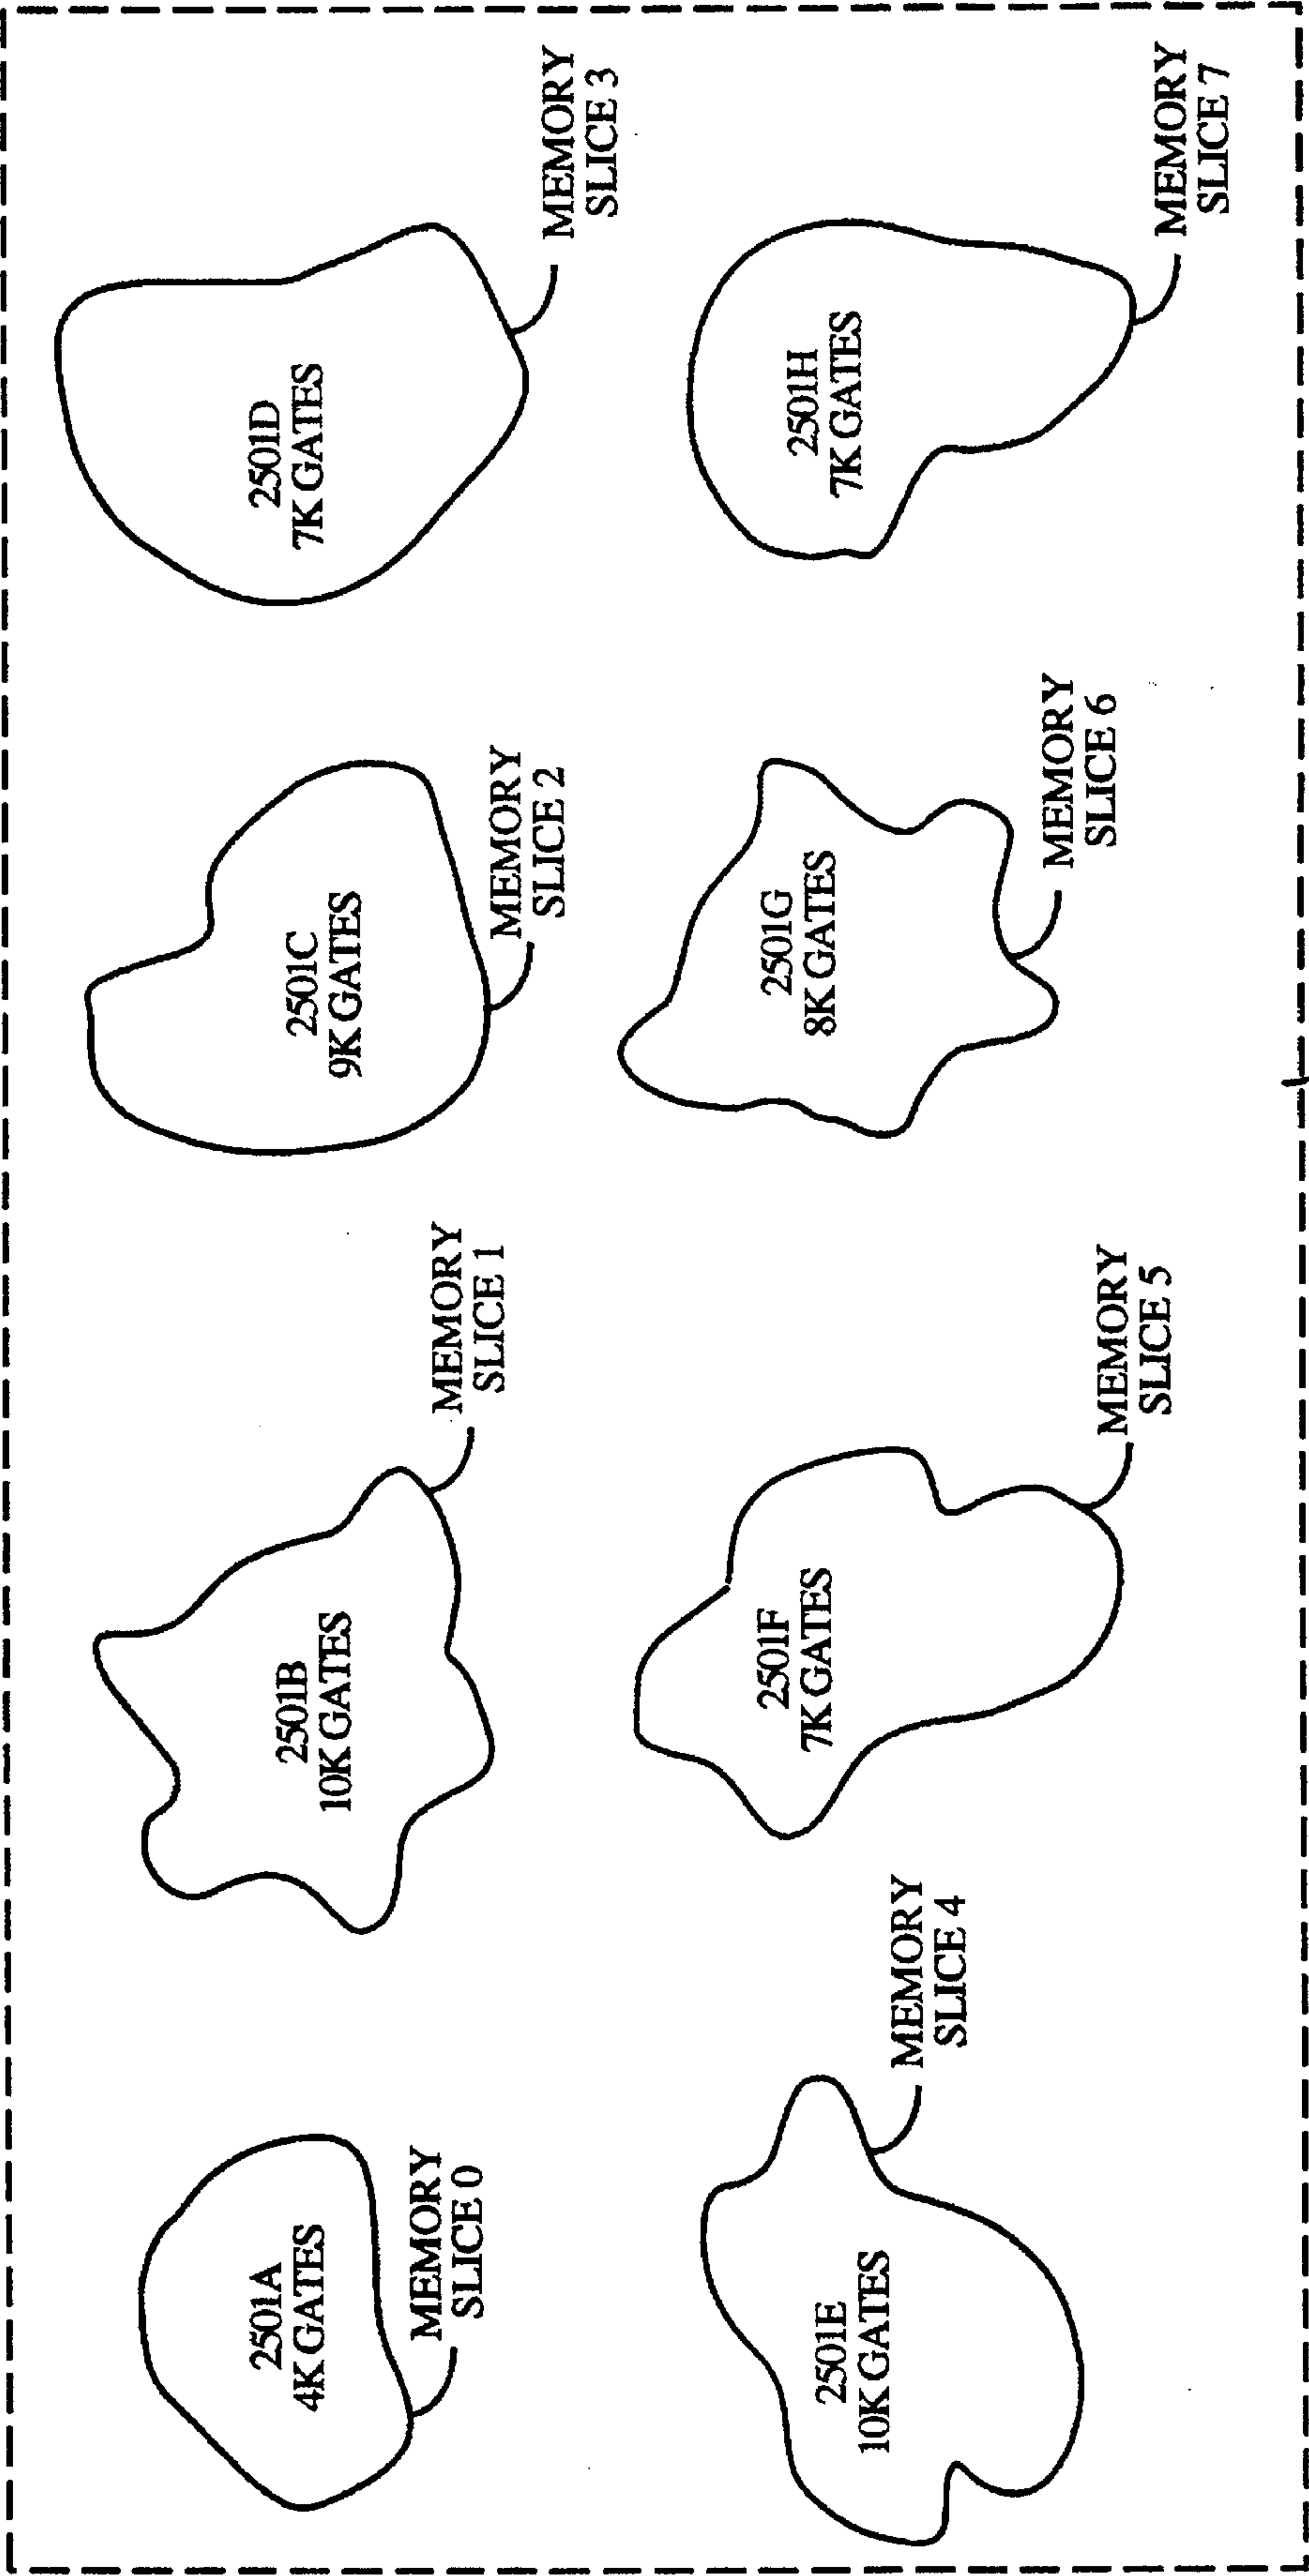 2501A
4K GATES
MEMORY
SLICE 0
2501B
10K GATES
MEMORY
SLICE 1
2501C
9K GATES
MEMORY
SLICE 2
2501D
7K GATES
MEMORY
SLICE 3
2501E
10K GATES
MEMORY
SLICE 4
2501F
7K GATES
MEMORY
SLICE 5
2501G
8K GATES
MEMORY
SLICE 6
2501H
7K GATES
MEMORY
SLICE 7